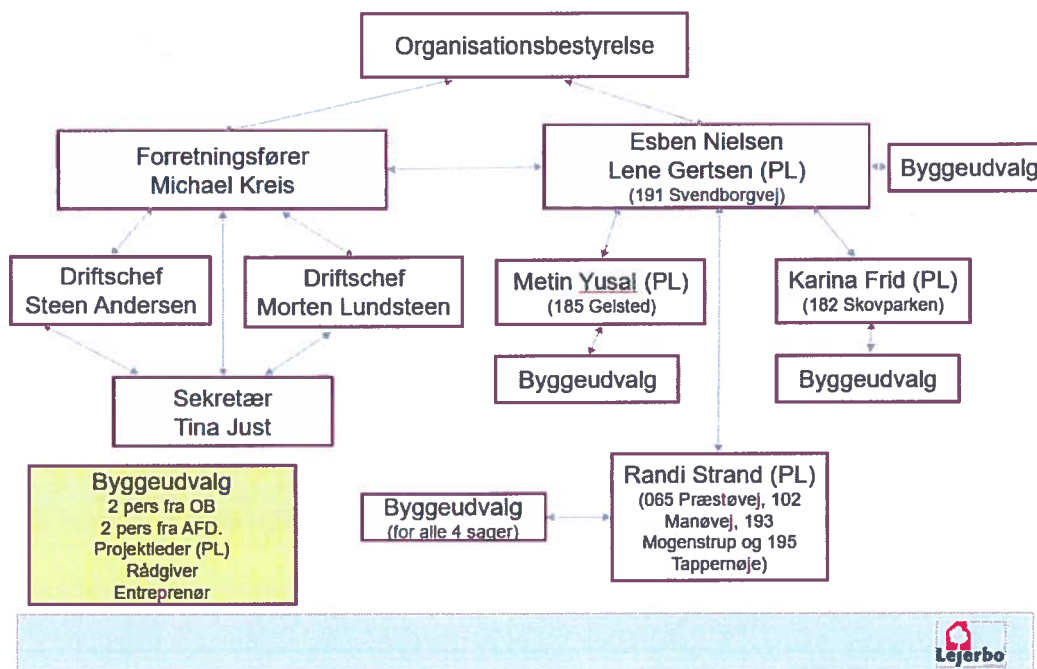 Organisationsbestyrelse
Forretningsfører
Michael Kreis
Esben Nielsen
Lene Gertsen (PL)
(191 Svendborgvej)
Byggeudvalg
Driftschef
Steen Andersen
Driftschef
Morten Lundsteen
Metin Yusai (PL)
(185 Gelsted)
Karina Frid (PL)
(182 Skovparken)
Byggeudvalg
Byggeudvalg
Sekretær
Tina Just
Byggeudvalg
2 pers fra OB
2 pers fra AFD.
Projektleder (PL)
Rådgiver
Entreprenør
Byggeudvalg
(for alle 4 sager)
Randi Strand (PL)
(065 Præstøvej, 102
Manøvej, 193
Mogenstrup og 195
Tappernøje)
Lejerbo